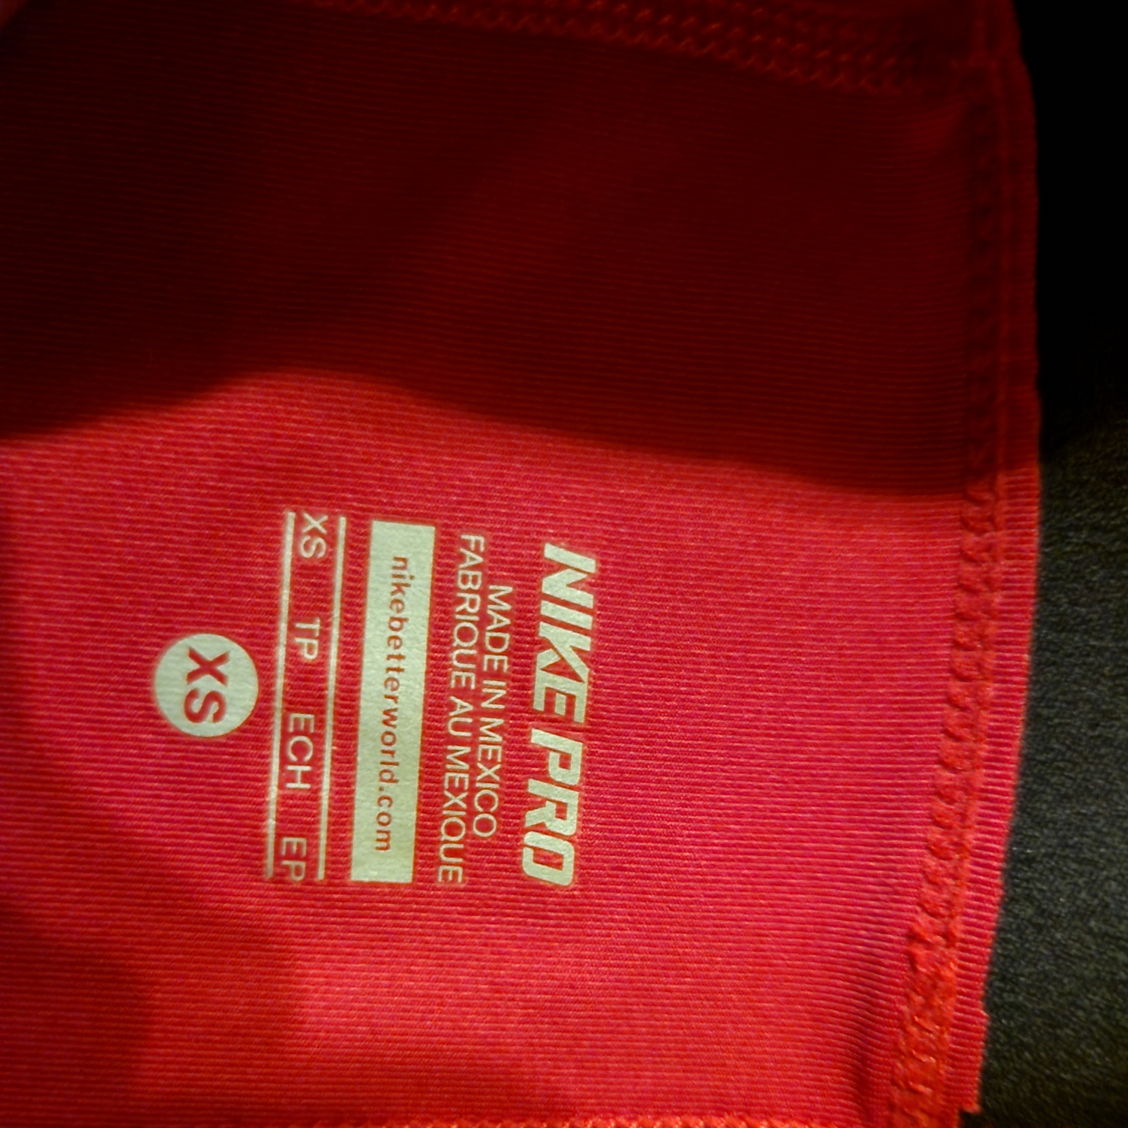 NIKE PRO
MADE IN MEXICO
FABRIQUE AU MEXIQUE
nikebetterworld.com
XS TP ECH EP
XS